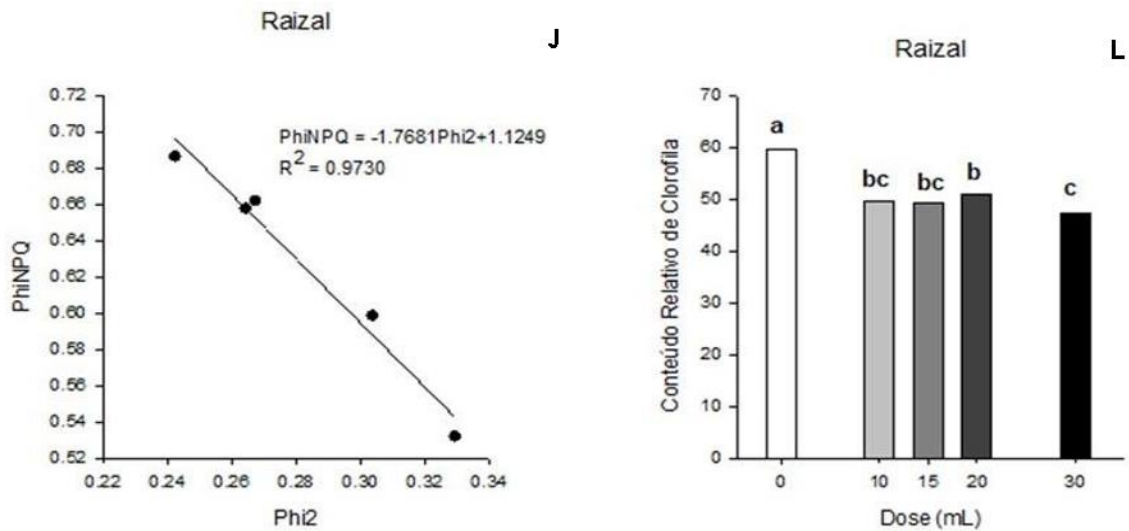 Raizal
J
0.72
0.70
0.68
0.66
0.64
0.62
0.60
0.58
0.56
0.54
0.52
PhiNPQ
PhiNPQ = -1.7681Phi2+1.1249
R² = 0.9730
0.22 0.24 0.26 0.28 0.30 0.32 0.34
Phi2
Raizal
L
70
60
50
40
30
20
10
0
Conteúdo Relativo de Clorofila
a
bc bc b c
0 10 15 20 30
Dose (mL)